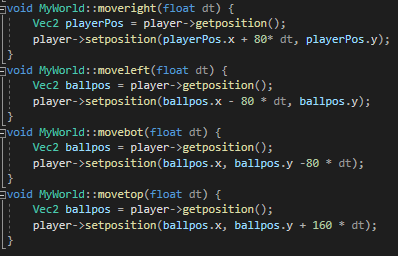 void MyWorld::moveright(float dt) {
Vec2 playerPos = player->getposition();
player->setposition(playerPos.x + 80* dt, playerPos.y);
}
void MyWorld::moveleft(float dt) {
Vec2 ballpos = player->getposition();
player->setposition(ballpos.x - 80 * dt, ballpos.y);
}
void MyWorld::movebot(float dt) {
Vec2 ballpos = player->getposition();
player->setposition(ballpos.x, ballpos.y -80 * dt);
}
void MyWorld::movetop(float dt) {
Vec2 ballpos = player->getposition();
player->setposition(ballpos.x, ballpos.y + 160 * dt);
}